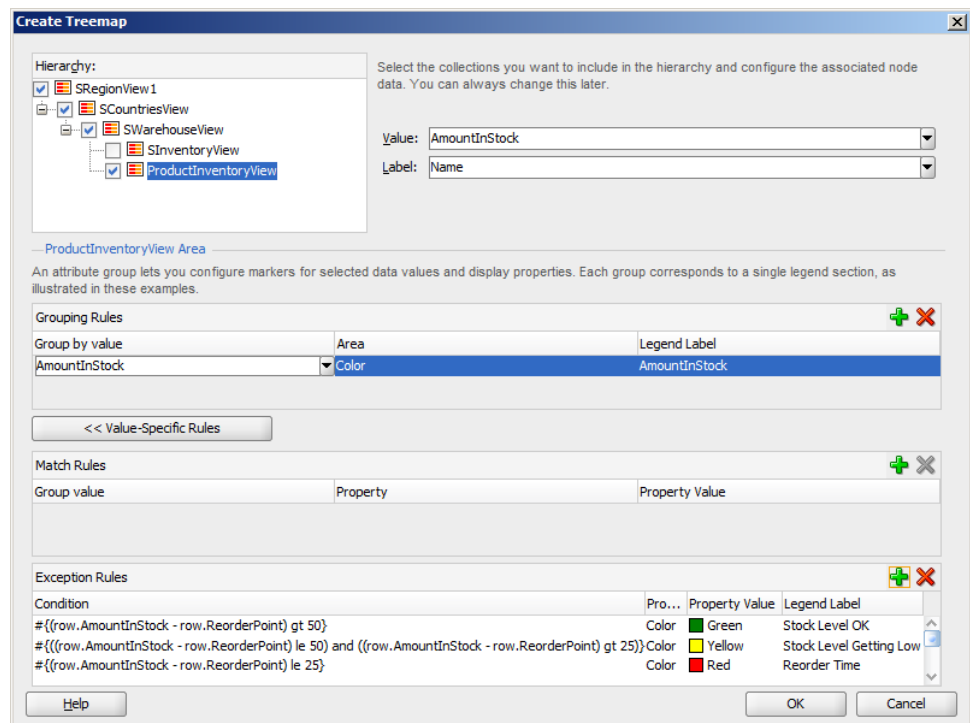 Create Treemap
Hierarchy:
SRegionView1
SCountriesView
SWarehouseView
SInventoryView
ProductInventoryView
Select the collections you want to include in the hierarchy and configure the associated node
data. You can always change this later.
Value: AmountInStock
Label: Name
ProductInventoryView Area
An attribute group lets you configure markers for selected data values and display properties. Each group corresponds to a single legend section, as
illustrated in these examples.
Grouping Rules
Group by value Area Legend Label
AmountInStock Color AmountInStock
<< Value-Specific Rules
Match Rules
Group value Property Property Value
Exception Rules
Condition Pro... Property Value Legend Label
#{(row.AmountInStock - row.ReorderPoint) gt 50} Color Green Stock Level OK
#{((row.AmountInStock - row.ReorderPoint) le 50) and ((row.AmountInStock - row.ReorderPoint) gt 25)} Color Yellow Stock Level Getting Low
#{(row.AmountInStock - row.ReorderPoint) le 25} Color Red Reorder Time
Help OK Cancel